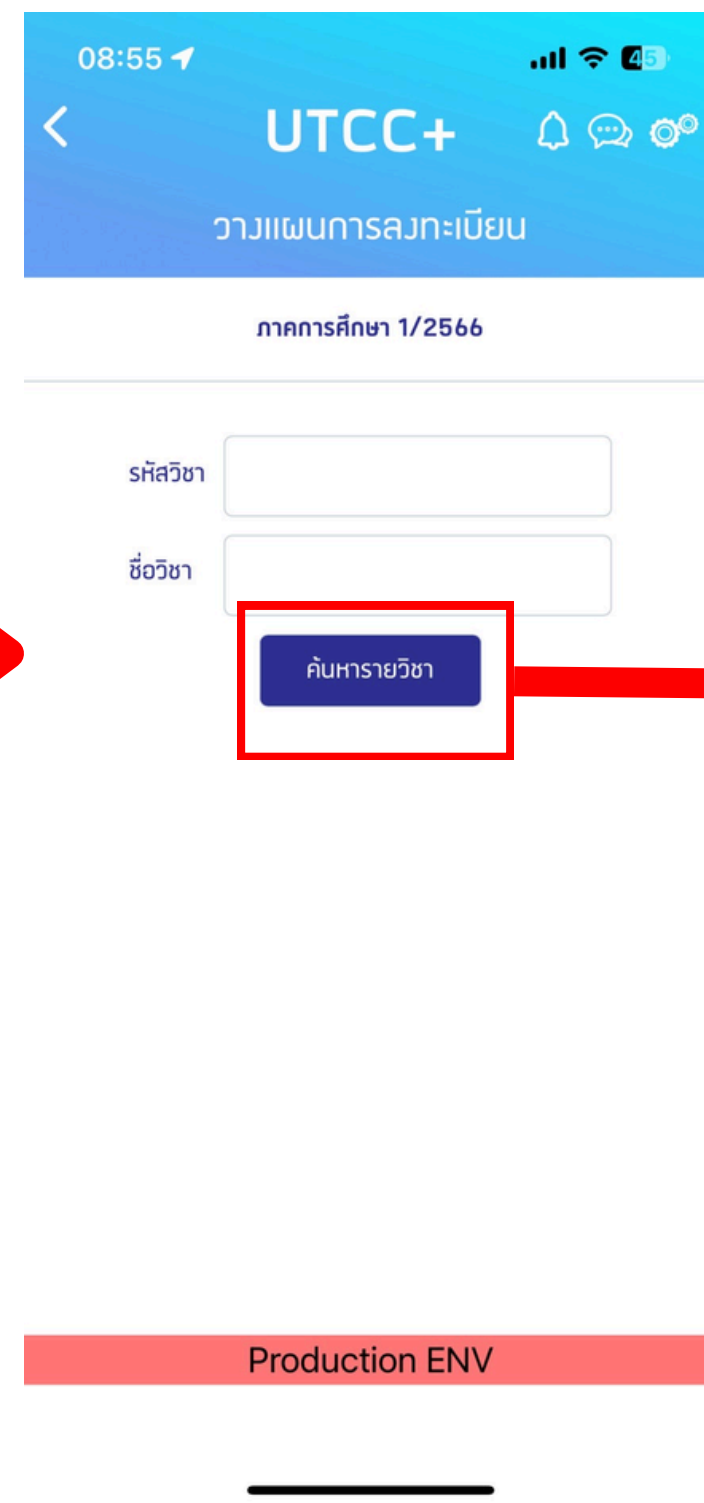 08:55
45
UTCC+
วางแผนการลงทะเบียน
ภาคการศึกษา 1/2566
รหัสวิชา
ชื่อวิชา
ค้นหารายวิชา
Production ENV